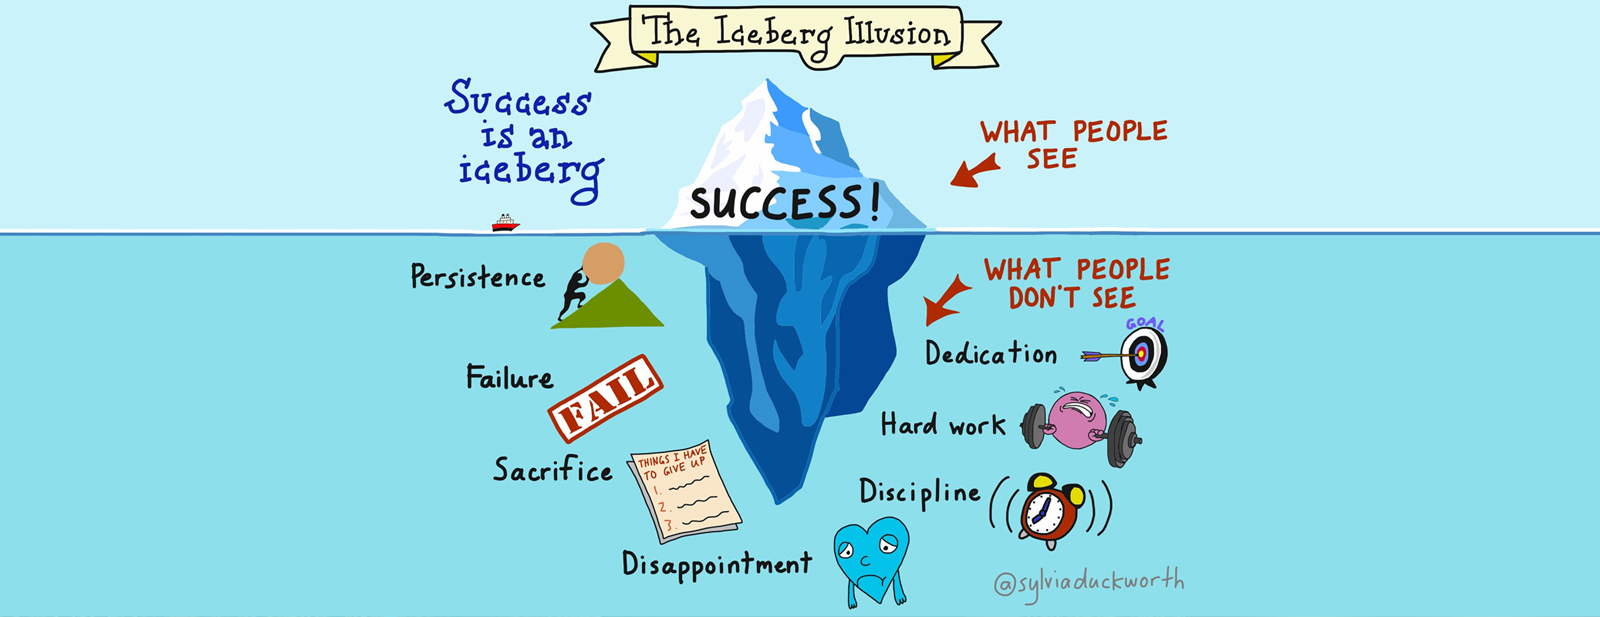 The Iceberg Illusion
Success
is an
iceberg
WHAT PEOPLE
SEE
SUCCESS!
WHAT PEOPLE
DON'T SEE
Persistence
Failure
FAIL
Sacrifice
THINGS I HAVE
TO GIVE UP
1.
2.
3.
Disappointment
Dedication
GOAL
Hard work
Discipline
@sylviaduckworth